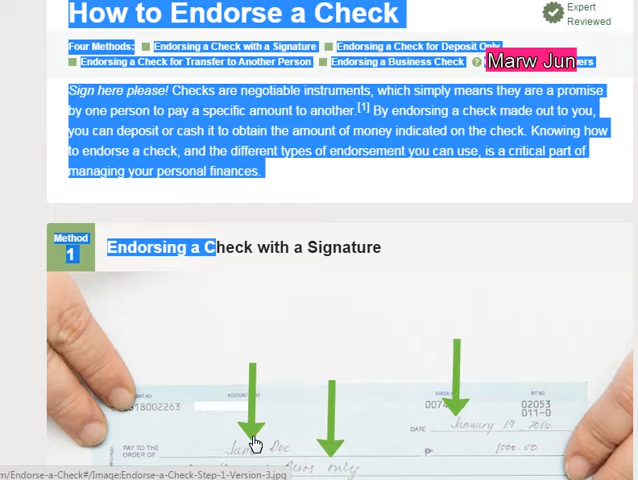 How to Endorse a Check
Expert
Reviewed
Four Methods: Endorsing a Check with a Signature Endorsing a Check for Deposit Only
Endorsing a Check for Transfer to Another Person Endorsing a Business Check ? ers
Marw Jun
Sign here please! Checks are negotiable instruments, which simply means they are a promise
by one person to pay a specific amount to another.[1] By endorsing a check made out to you,
you can deposit or cash it to obtain the amount of money indicated on the check. Knowing how
to endorse a check, and the different types of endorsement you can use, is a critical part of
managing your personal finances.
Method
1
Endorsing a Check with a Signature
18002263
02053
011-0
DATE January 17, 2016
PAY TO THE
ORDER OF
Doc
1000.00
only
m/Endorse-a-Check#/Image:Endorse-a-Check-Step-1-Version-3.jpg